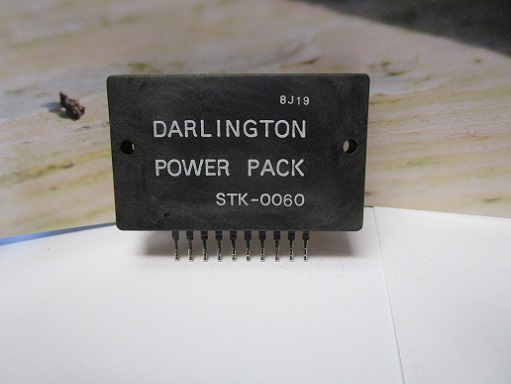 8J19
DARLINGTON
POWER PACK
STK-0060